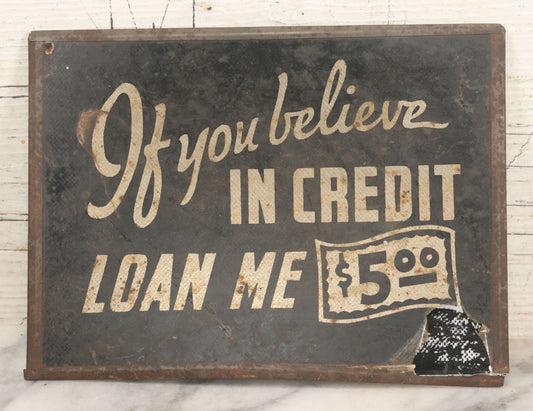 If you believe
IN CREDIT
LOAN ME $5.00